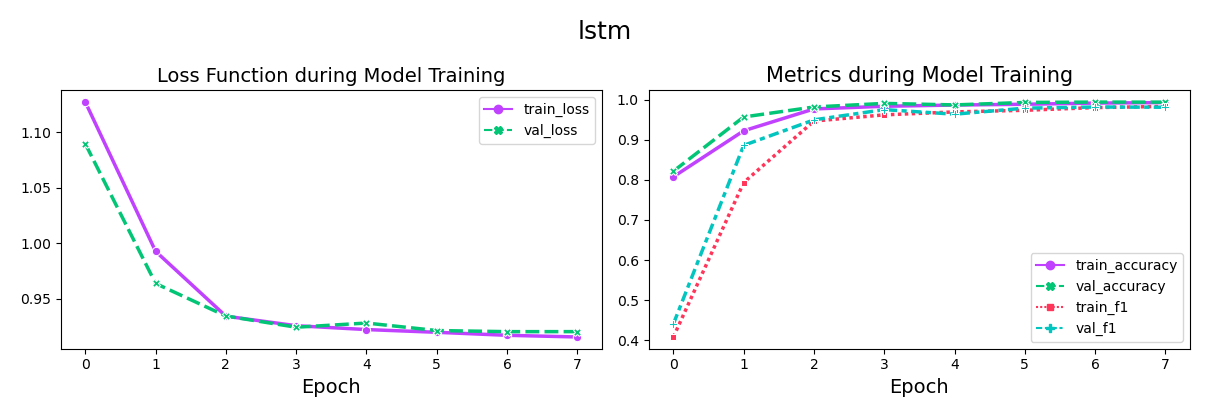 lstm
Loss Function during Model Training
train_loss
val_loss
1.10
1.05
1.00
0.95
0 1 2 3 4 5 6 7
Epoch
Metrics during Model Training
1.0
0.9
0.8
0.7
0.6
0.5
0.4
train_accuracy
val_accuracy
train_f1
val_f1
0 1 2 3 4 5 6 7
Epoch